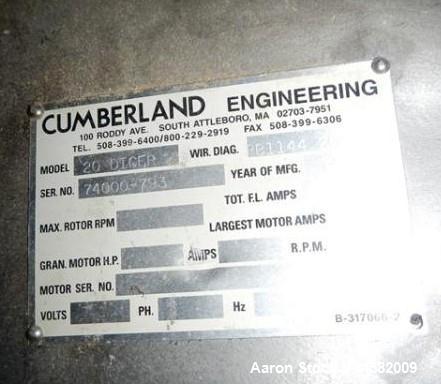 CUMBERLAND ENGINEERING
100 RODDY AVE. SOUTH ATTLEBORO, MA 02703-7951
TEL. 508-399-6400/800-229-2919 FAX 508-399-6306
MODEL 20 DICER WIR. DIAG.
SER. NO. 74000-793 YEAR OF MFG.
TOT. F.L. AMPS
MAX. ROTOR RPM LARGEST MOTOR AMPS
GRAN. MOTOR H.P. AMPS R.P.M.
MOTOR SER. NO.
VOLTS PH. Hz B-317066-2
Aaron